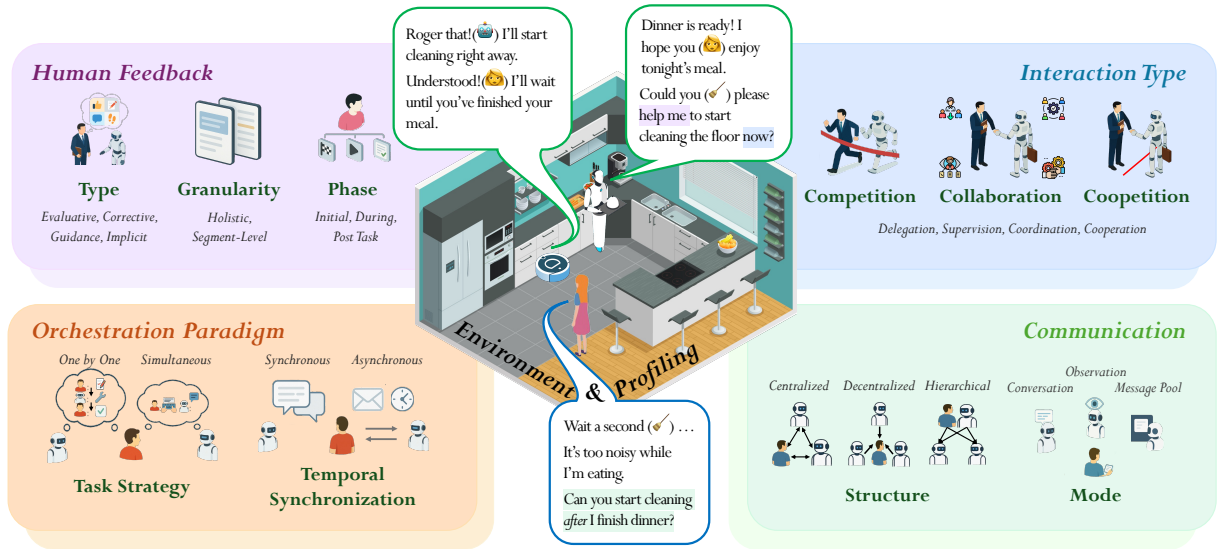 Human Feedback
Type
Evaluative, Corrective,
Guidance, Implicit
Granularity
Holistic,
Segment-Level
Phase
Initial, During,
Post Task
Roger that!() I'll start
cleaning right away.
Understood!() I'll wait
until you've finished your
meal.
Dinner is ready! I
hope you () enjoy
tonight's meal.
Could you () please
help me to start
cleaning the floor now?
Interaction Type
Competition
Collaboration
Coopetition
Delegation, Supervision, Coordination, Cooperation
Environment & Profiling
Orchestration Paradigm
One by One
Simultaneous
Task Strategy
Synchronous
Asynchronous
Temporal
Synchronization
Wait a second () …
It's too noisy while
I'm eating.
Can you start cleaning
after I finish dinner?
Communication
Centralized
Decentralized
Hierarchical
Structure
Conversation
Observation
Message Pool
Mode